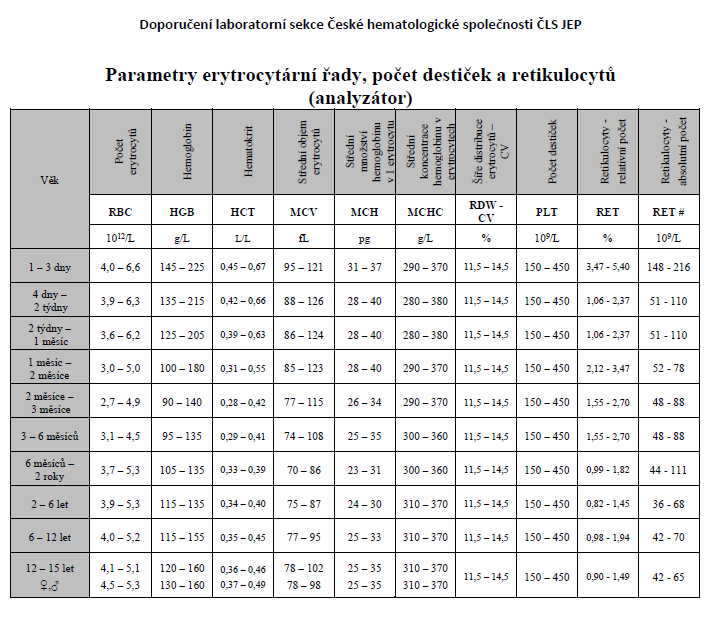 Doporučení laboratorní sekce České hematologické společnosti ČLS JEP
Parametry erytrocytární řady, počet destiček a retikulocytů
(analyzátor)
Věk
Počet
erytrocytů
Hemoglobin
Hematokrit
Střední objem
erytrocytů
Střední
množství
hemoglobinu
v 1 erytrocytu
Střední
koncentrace
hemoglobinu v
erytrocytech
Šíře distribuce
erytrocytů –
CV
Počet destiček
Retikulocyty -
relativní počet
Retikulocyty -
absolutní počet
RBC HGB HCT MCV MCH MCHC RDW - CV PLT RET RET #
10¹²/L g/L L/L fL pg g/L % 10⁹/L % 10⁹/L
1 – 3 dny 4,0 – 6,6 145 – 225 0,45 – 0,67 95 – 121 31 – 37 290 – 370 11,5 – 14,5 150 – 450 3,47 - 5,40 148 - 216
4 dny – 2 týdny 3,9 – 6,3 135 – 215 0,42 – 0,66 88 – 126 28 – 40 280 – 380 11,5 – 14,5 150 – 450 1,06 - 2,37 51 - 110
2 týdny – 1 měsíc 3,6 – 6,2 125 – 205 0,39 – 0,63 86 – 124 28 – 40 280 – 380 11,5 – 14,5 150 – 450 1,06 - 2,37 51 - 110
1 měsíc – 2 měsíce 3,0 – 5,0 100 – 180 0,31 – 0,55 85 – 123 28 – 40 290 – 370 11,5 – 14,5 150 – 450 2,12 - 3,47 52 - 78
2 měsíce – 3 měsíce 2,7 – 4,9 90 – 140 0,28 – 0,42 77 – 115 26 – 34 290 – 370 11,5 – 14,5 150 – 450 1,55 - 2,70 48 - 88
3 – 6 měsíců 3,1 – 4,5 95 – 135 0,29 – 0,41 74 – 108 25 – 35 300 – 360 11,5 – 14,5 150 – 450 1,55 - 2,70 48 - 88
6 měsíců – 2 roky 3,7 – 5,3 105 – 135 0,33 – 0,39 70 – 86 23 – 31 300 – 360 11,5 – 14,5 150 – 450 0,99 - 1,82 44 - 111
2 – 6 let 3,9 – 5,3 115 – 135 0,34 – 0,40 75 – 87 24 – 30 310 – 370 11,5 – 14,5 150 – 450 0,82 - 1,45 36 - 68
6 – 12 let 4,0 – 5,2 115 – 155 0,35 – 0,45 77 – 95 25 – 33 310 – 370 11,5 – 14,5 150 – 450 0,98 - 1,94 42 - 70
12 – 15 let 4,1 – 5,1 120 – 160 0,36 – 0,46 78 – 102 25 – 35 310 – 370 11,5 – 14,5 150 – 450 0,90 - 1,49 42 - 65
♀,♂ 4,5 – 5,3 130 – 160 0,37 – 0,49 78 – 98 25 – 35 310 – 370